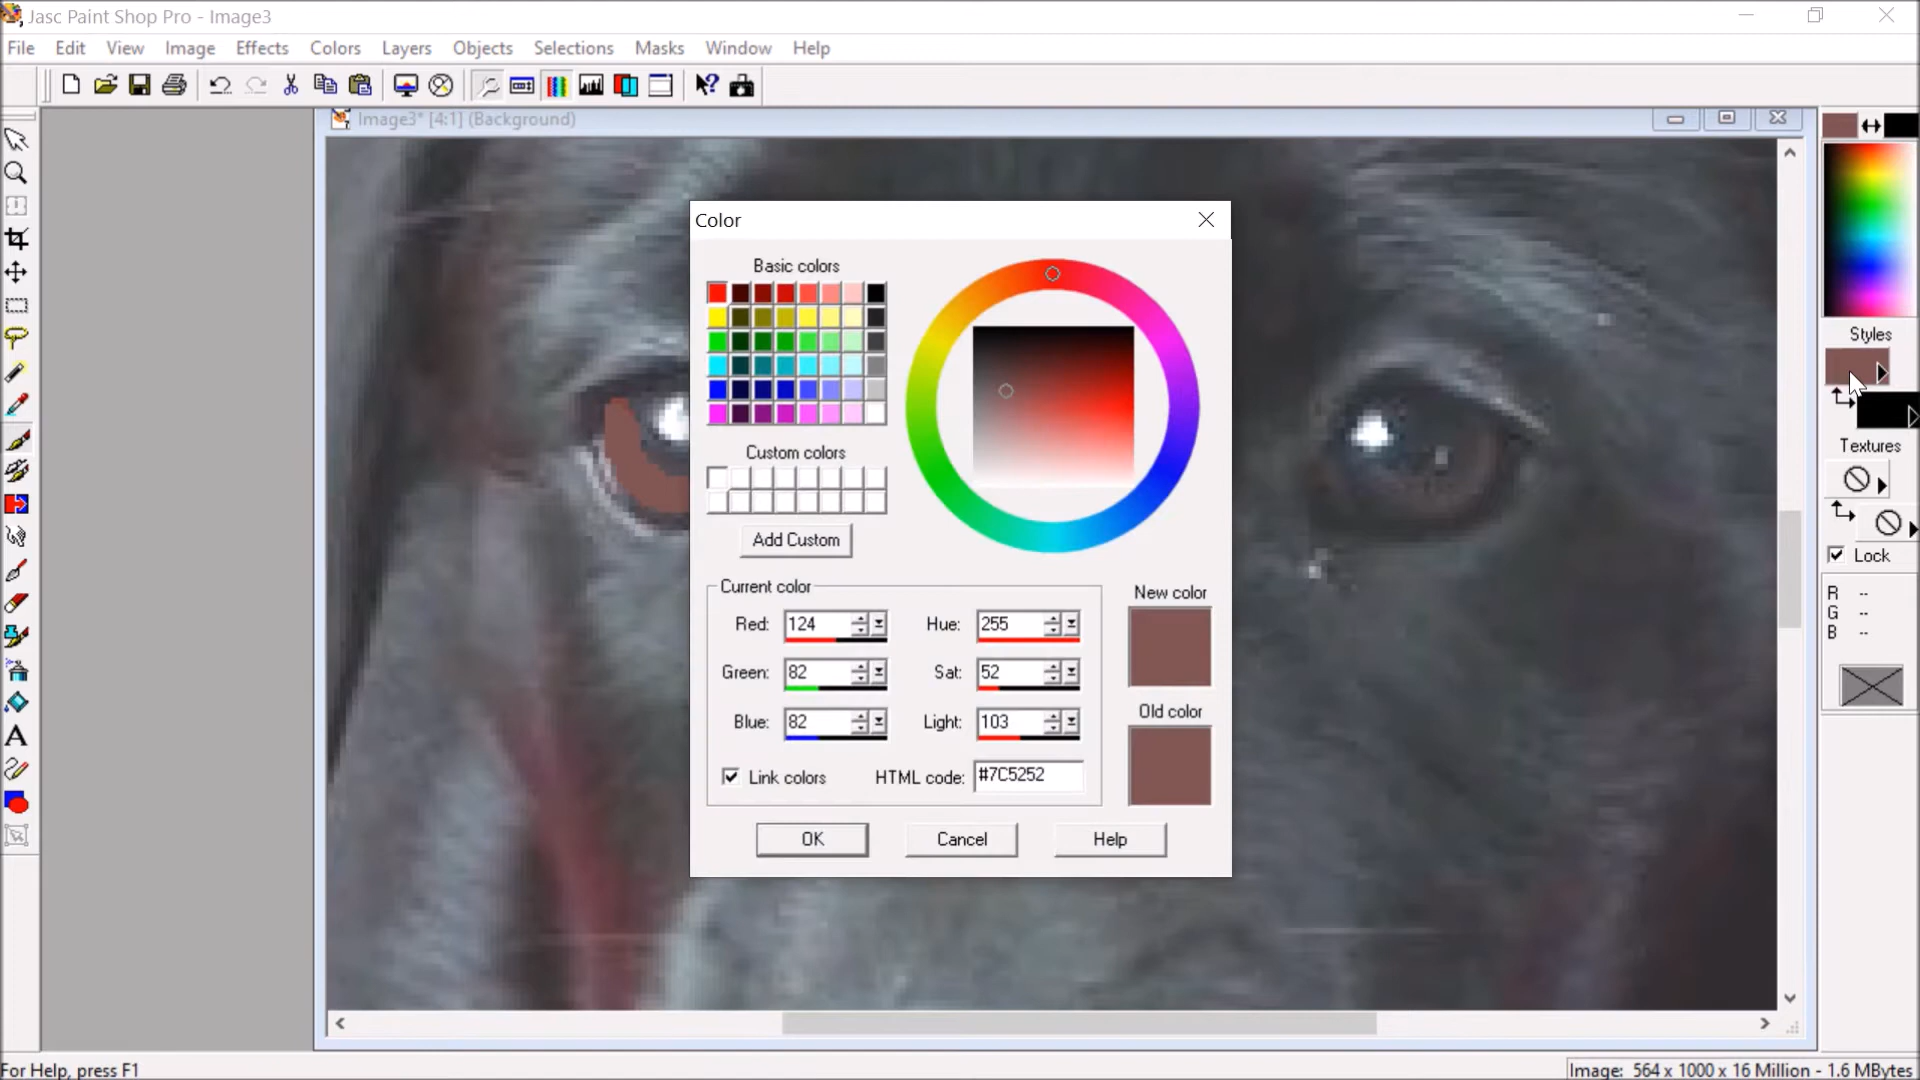 Jasc Paint Shop Pro - Image3
File Edit View Image Effects Colors Layers Objects Selections Masks Window Help
Image3* [4:1] (Background)
Color
Basic colors
Custom colors
Add Custom
Current color
Red: 124 Hue: 255
Green: 82 Sat: 52
Blue: 82 Light: 103
Link colors HTML code: #7C5252
New color
Old color
OK Cancel Help
Styles
Textures
Lock
R --
G --
B --
For Help, press F1
Image: 564 x 1000 x 16 Million - 1.6 MBytes